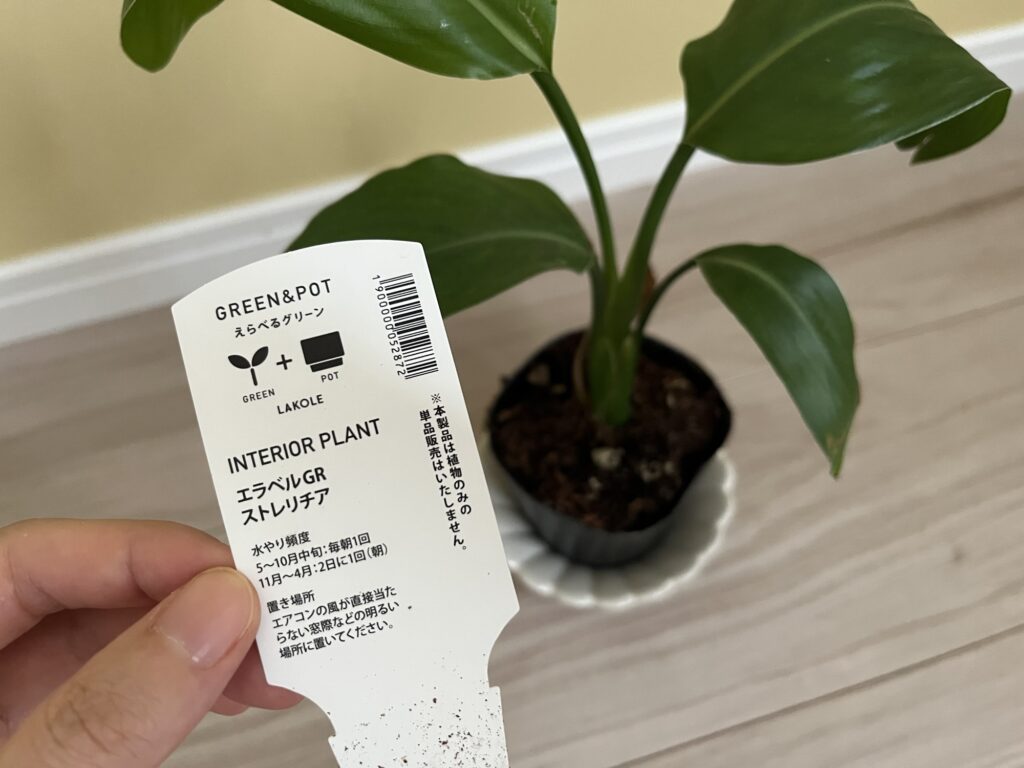 GREEN&POT
えらべるグリーン
+
GREEN
POT
LAKOLE
INTERIOR PLANT
エラベルGR
ストレリチア
水やり頻度
5〜10月中旬：毎朝1回
11月〜4月：2日に1回（朝）
置き場所
エアコンの風が直接当た
らない窓際などの明るい
場所に置いてください。
1900000052872
※本製品は植物のみの
単品販売はいたしません。